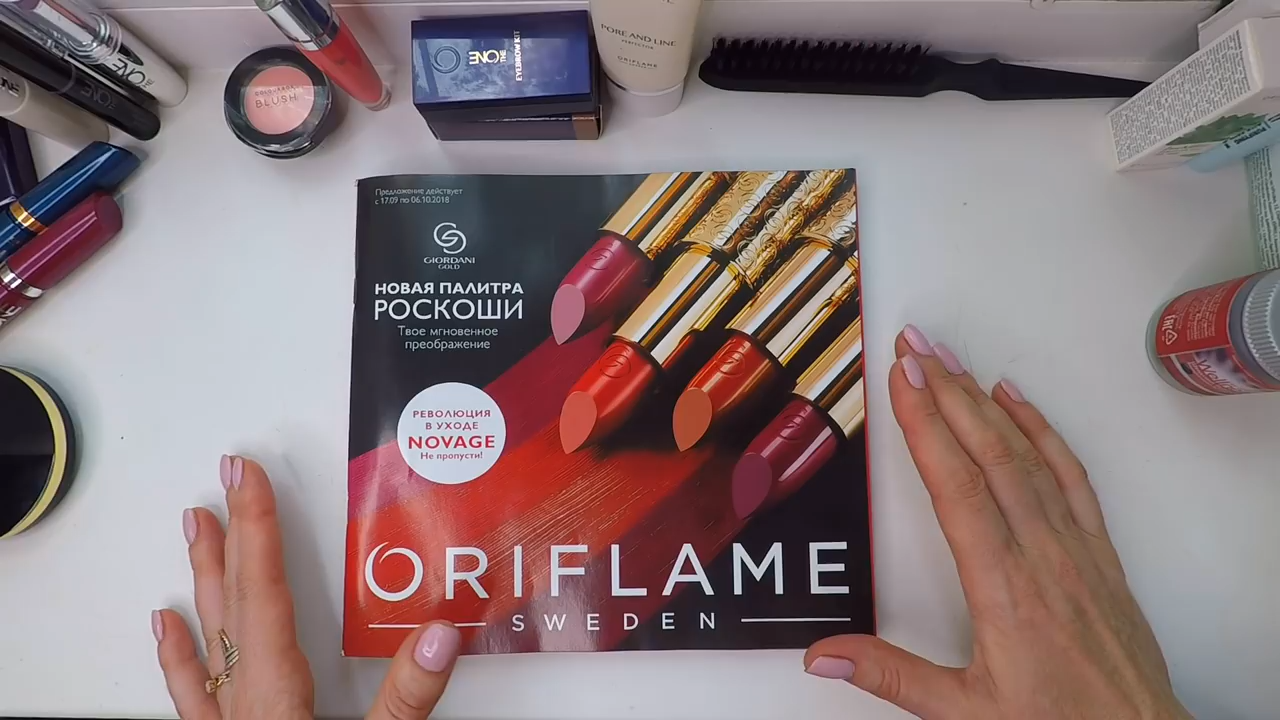 THE ONE
EYEBROW KIT
PORE AND LINE
PERFECTOR
ORIFLAME
BLUSH
Предложение действует
с 17.09 по 06.10.2018
GIORDANI
GOLD
НОВАЯ ПАЛИТРА
РОСКОШИ
Твое мгновенное
преображение
РЕВОЛЮЦИЯ
В УХОДЕ
NOVAGE
Не пропусти!
ORIFLAME
SWEDEN